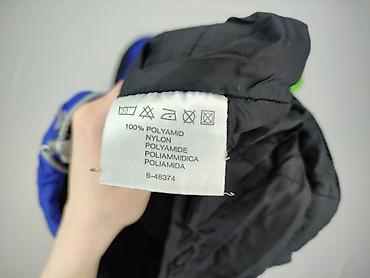 100% POLYAMID
NYLON
POLYAMIDE
POLIAMMIDICA
POLIAMIDA
6-48374